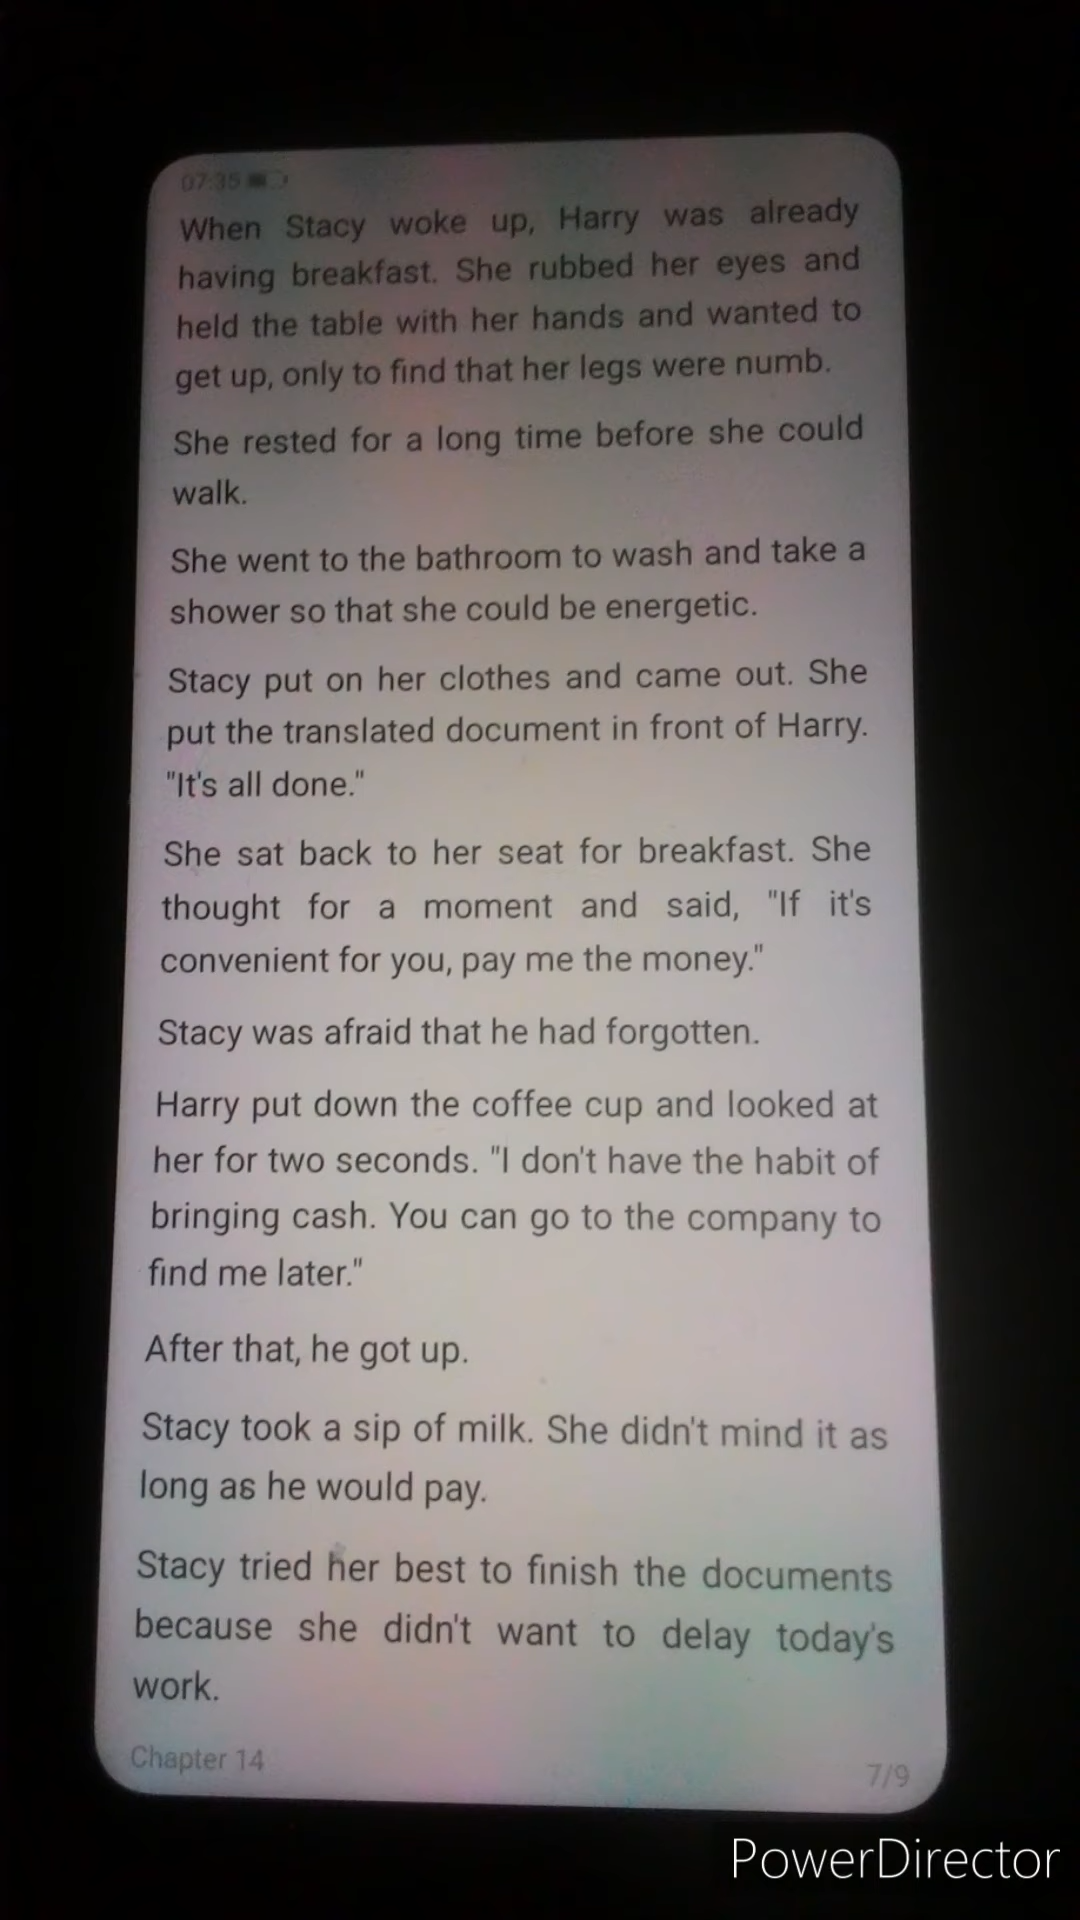 07:35
When Stacy woke up, Harry was already
having breakfast. She rubbed her eyes and
held the table with her hands and wanted to
get up, only to find that her legs were numb.
She rested for a long time before she could
walk.
She went to the bathroom to wash and take a
shower so that she could be energetic.
Stacy put on her clothes and came out. She
put the translated document in front of Harry.
"It's all done."
She sat back to her seat for breakfast. She
thought for a moment and said, "If it's
convenient for you, pay me the money."
Stacy was afraid that he had forgotten.
Harry put down the coffee cup and looked at
her for two seconds. "I don't have the habit of
bringing cash. You can go to the company to
find me later."
After that, he got up.
Stacy took a sip of milk. She didn't mind it as
long as he would pay.
Stacy tried her best to finish the documents
because she didn't want to delay today's
work.
Chapter 14
7/9
PowerDirector